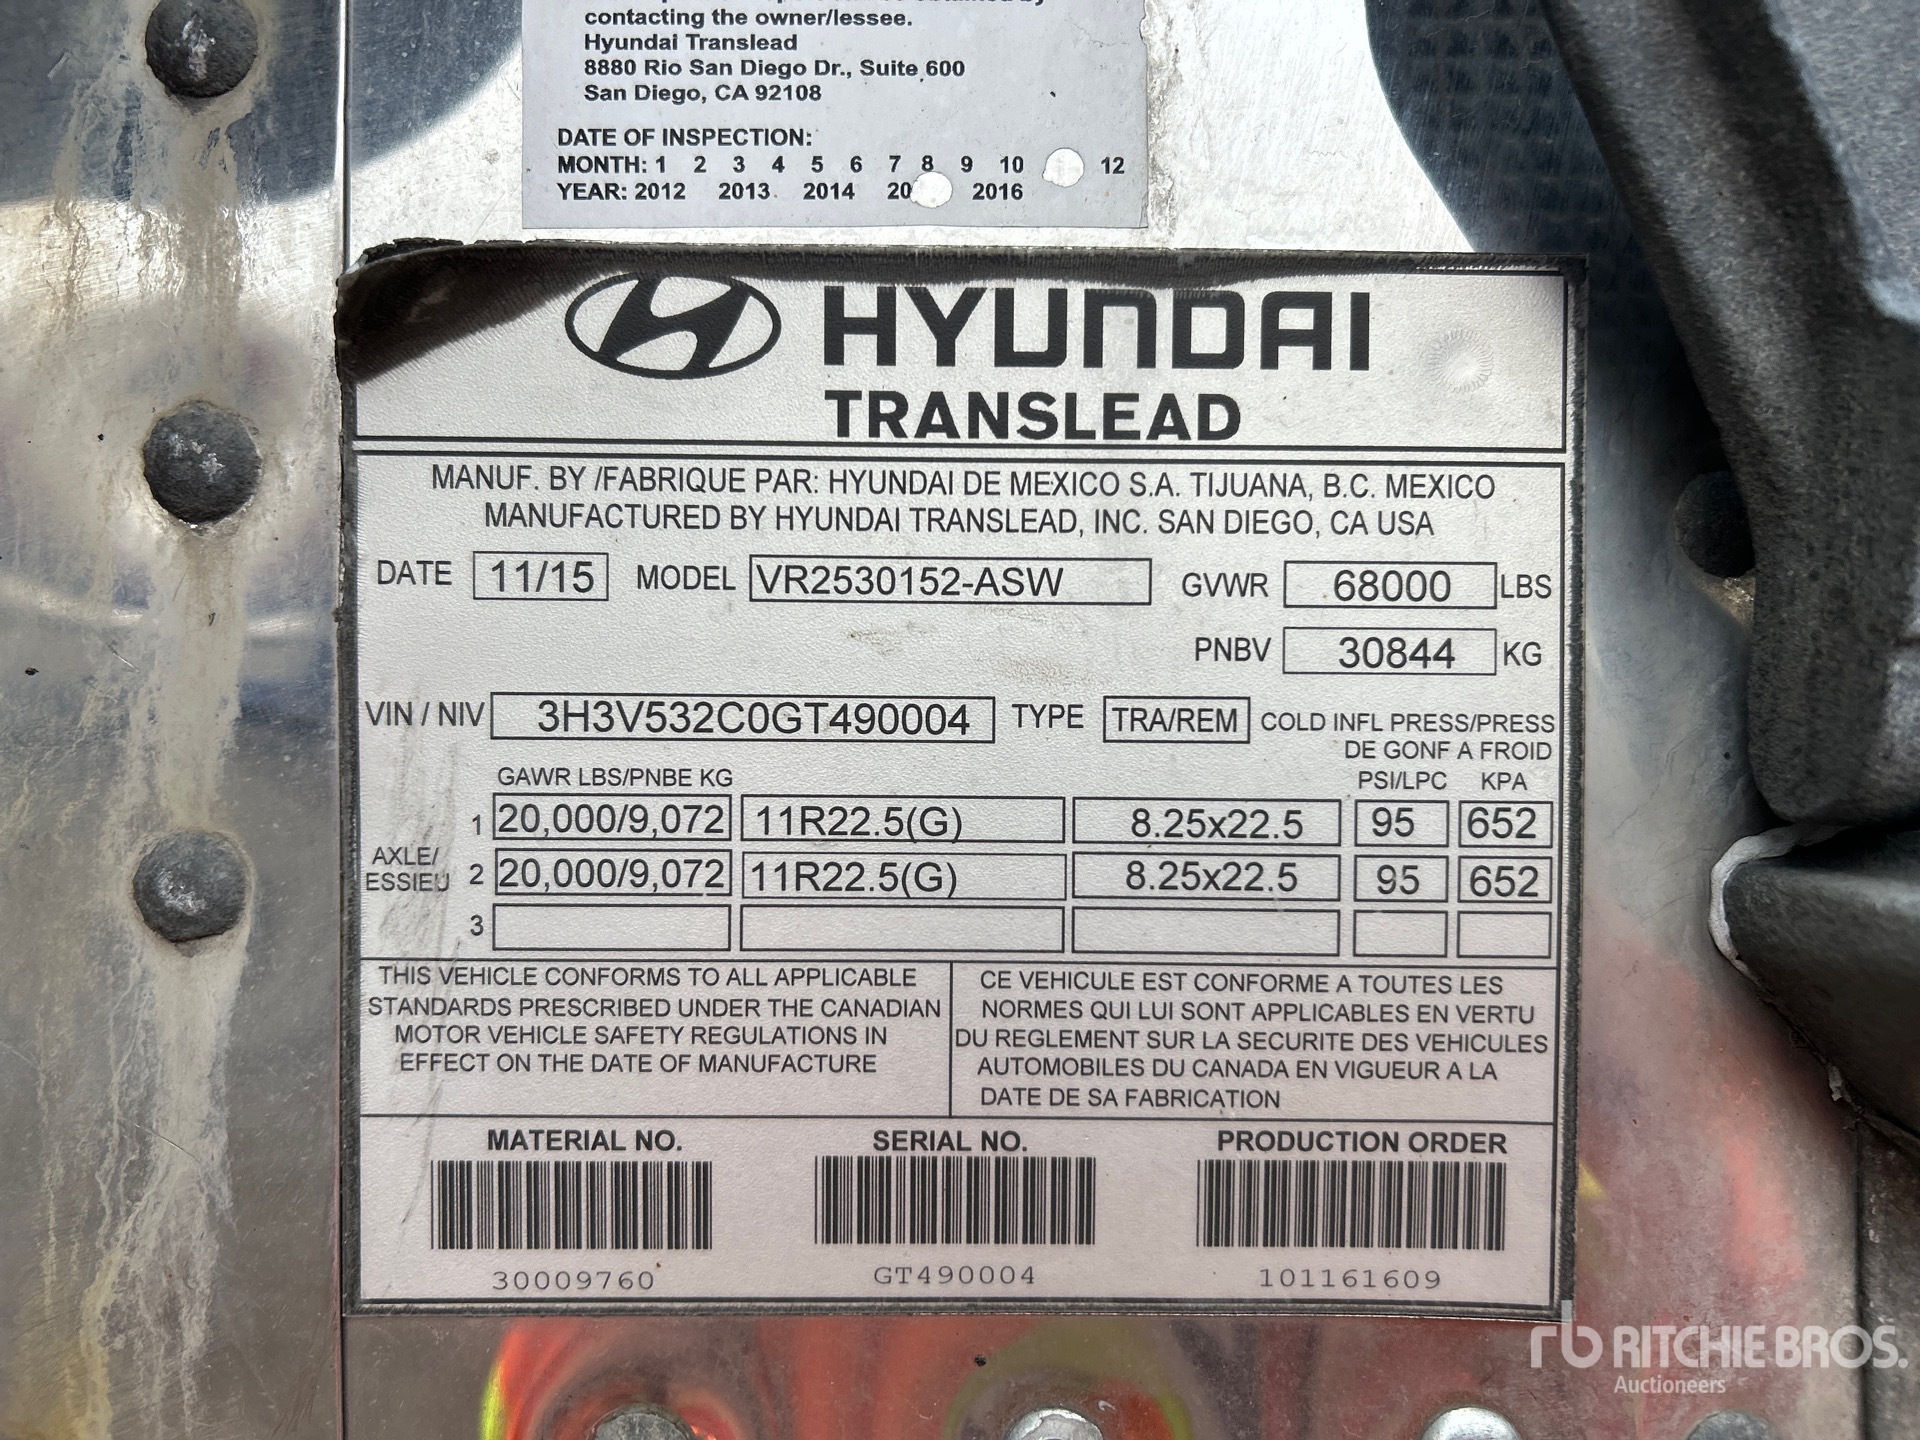 contacting the owner/lessee.
Hyundai Translead
8880 Rio San Diego Dr., Suite 600
San Diego, CA 92108
DATE OF INSPECTION:
MONTH: 1 2 3 4 5 6 7 8 9 10 12
YEAR: 2012 2013 2014 20 2016
HYUNDAI
TRANSLEAD
MANUF. BY /FABRIQUE PAR: HYUNDAI DE MEXICO S.A. TIJUANA, B.C. MEXICO
MANUFACTURED BY HYUNDAI TRANSLEAD, INC. SAN DIEGO, CA USA
DATE 11/15 MODEL VR2530152-ASW GVWR 68000 LBS
PNBV 30844 KG
VIN / NIV 3H3V532C0GT490004 TYPE TRA/REM COLD INFL PRESS/PRESS
DE GONF A FROID
GAWR LBS/PNBE KG PSI/LPC KPA
1 20,000/9,072 11R22.5(G) 8.25x22.5 95 652
AXLE/
ESSIEU 2 20,000/9,072 11R22.5(G) 8.25x22.5 95 652
3
THIS VEHICLE CONFORMS TO ALL APPLICABLE
STANDARDS PRESCRIBED UNDER THE CANADIAN
MOTOR VEHICLE SAFETY REGULATIONS IN
EFFECT ON THE DATE OF MANUFACTURE
CE VEHICULE EST CONFORME A TOUTES LES
NORMES QUI LUI SONT APPLICABLES EN VERTU
DU REGLEMENT SUR LA SECURITE DES VEHICULES
AUTOMOBILES DU CANADA EN VIGUEUR A LA
DATE DE SA FABRICATION
MATERIAL NO. SERIAL NO. PRODUCTION ORDER
30009760 GT490004 101161609
rb RITCHIE BROS.
Auctioneers